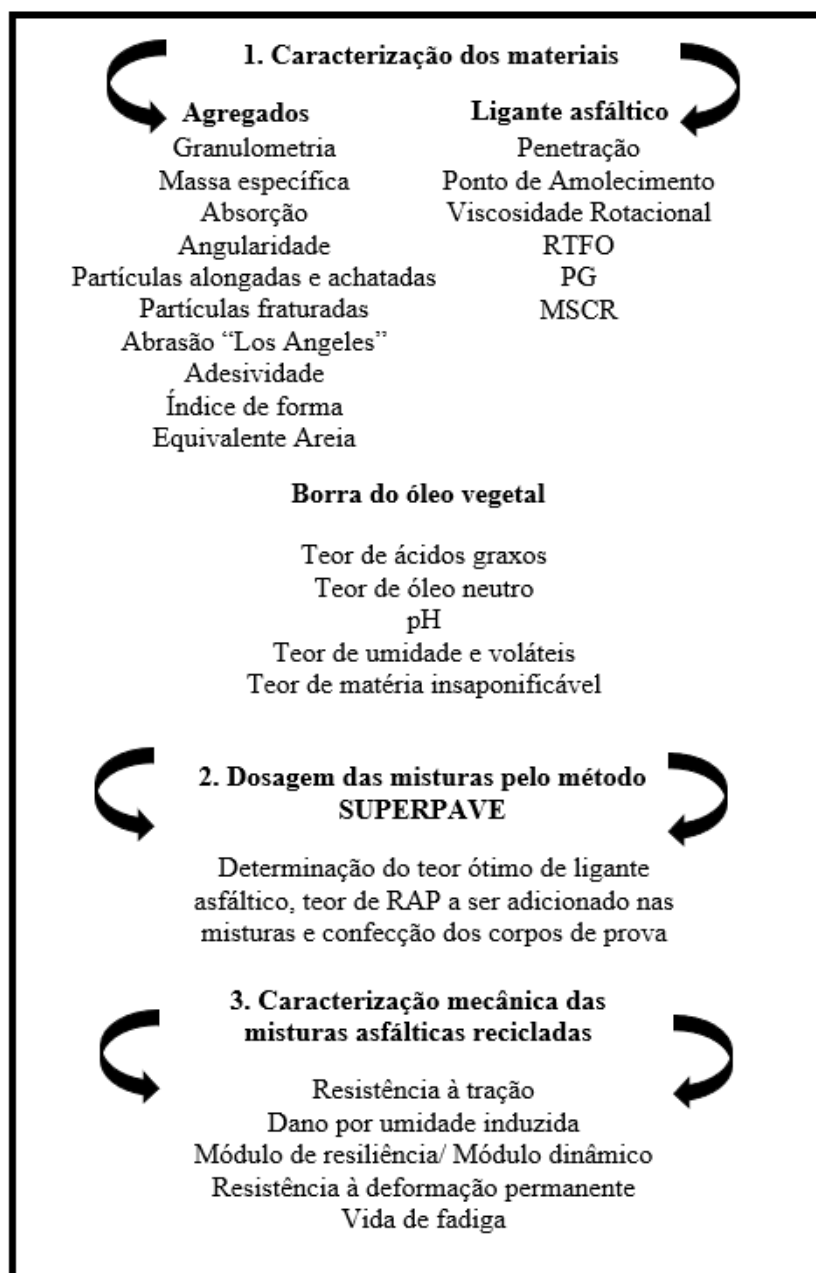 1. Caracterização dos materiais
Agregados
Granulometria
Massa específica
Absorção
Angularidade
Partículas alongadas e achatadas
Partículas fraturadas
Abrasão “Los Angeles”
Adesividade
Índice de forma
Equivalente Areia
Ligante asfáltico
Penetração
Ponto de Amolecimento
Viscosidade Rotacional
RTFO
PG
MSCR
Borra do óleo vegetal
Teor de ácidos graxos
Teor de óleo neutro
pH
Teor de umidade e voláteis
Teor de matéria insaponificável
2. Dosagem das misturas pelo método
SUPERPAVE
Determinação do teor ótimo de ligante
asfáltico, teor de RAP a ser adicionado nas
misturas e confecção dos corpos de prova
3. Caracterização mecânica das
misturas asfálticas recicladas
Resistência à tração
Dano por umidade induzida
Módulo de resiliência/ Módulo dinâmico
Resistência à deformação permanente
Vida de fadiga